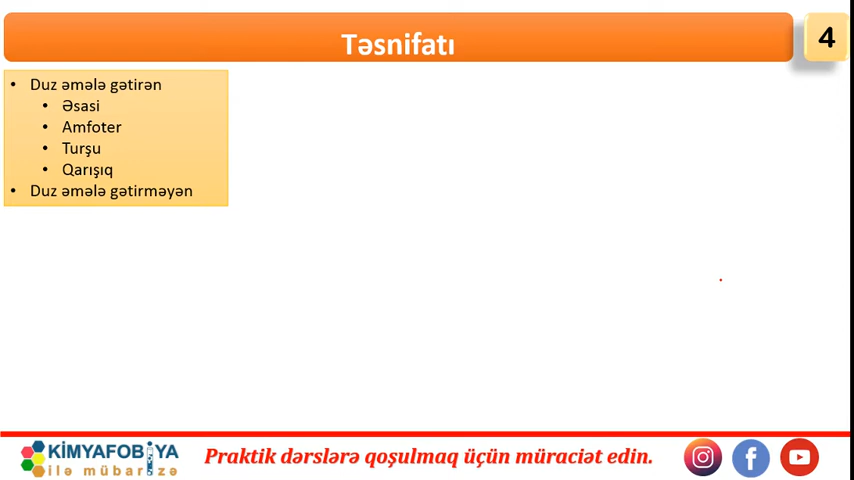 Təsnifatı
4
• Duz əmələ gətirən
• Əsasi
• Amfoter
• Turşu
• Qarışıq
• Duz əmələ gətirməyən
KİMYAFOBİYA
ilə mübarizə
Praktik dərslərə qoşulmaq üçün müraciət edin.